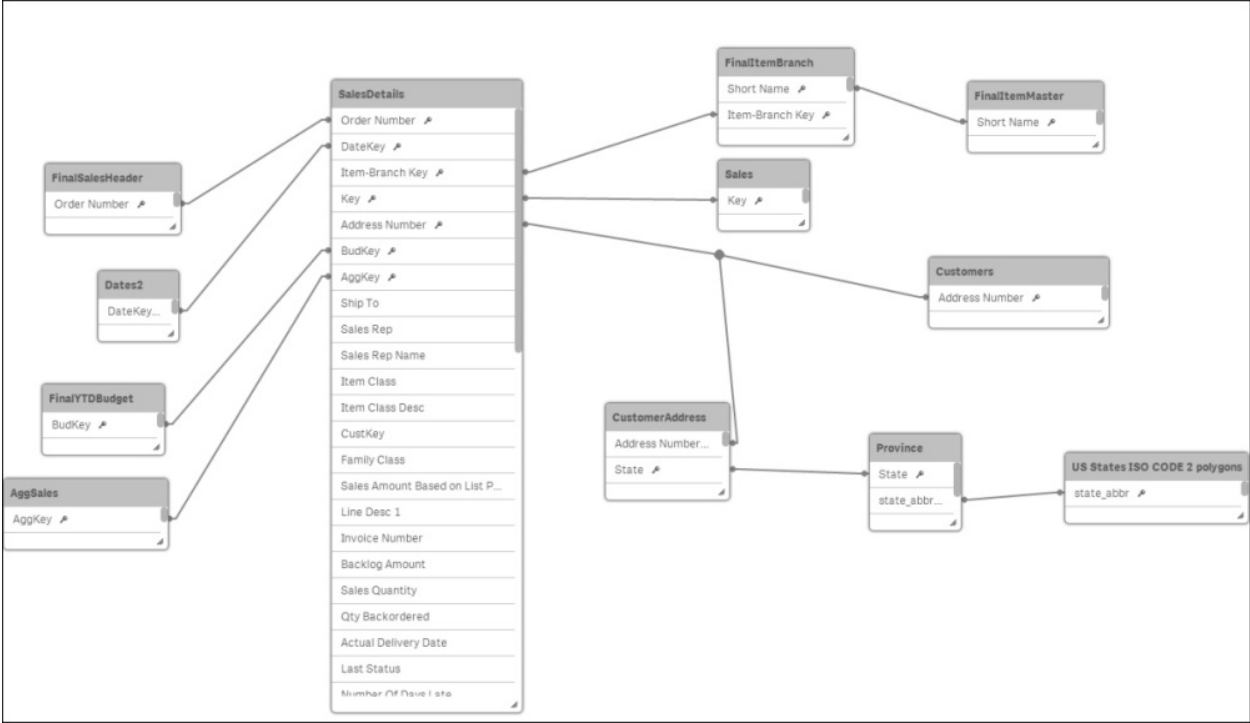 FinalSalesHeader
Order Number
Dates2
DateKey...
FinalYTDBudget
BudKey
AggSales
AggKey
SalesDetails
Order Number
DateKey
Item-Branch Key
Key
Address Number
BudKey
AggKey
Ship To
Sales Rep
Sales Rep Name
Item Class
Item Class Desc
CustKey
Family Class
Sales Amount Based on List P...
Line Desc 1
Invoice Number
Backlog Amount
Sales Quantity
Qty Backordered
Actual Delivery Date
Last Status
Number Of Days Late
FinalItemBranch
Short Name
Item-Branch Key
FinalItemMaster
Short Name
Sales
Key
Customers
Address Number
CustomerAddress
Address Number...
State
Province
State
state_abbr...
US States ISO CODE 2 polygons
state_abbr